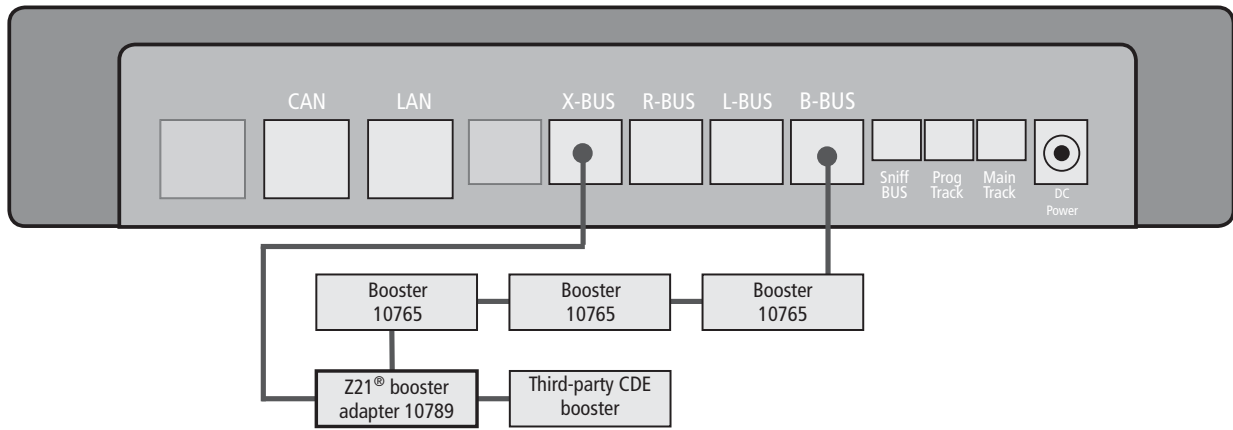 CAN LAN X-BUS R-BUS L-BUS B-BUS
Sniff BUS
Prog Track
Main Track
DC Power
Booster
10765
Booster
10765
Booster
10765
Z21® booster
adapter 10789
Third-party CDE
booster